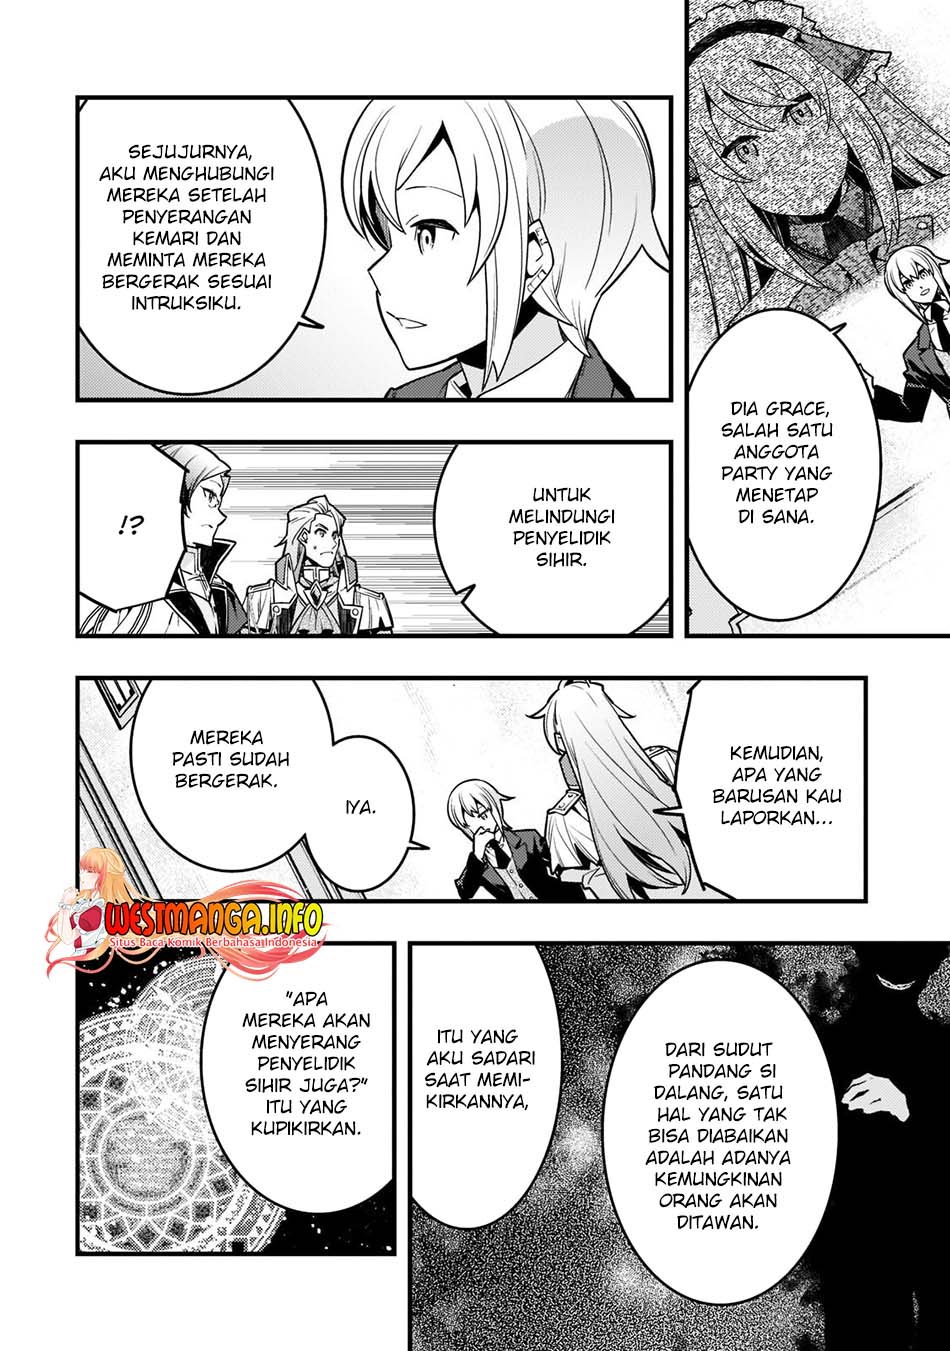 DIA GRACE,
SALAH SATU
ANGGOTA
PARTY YANG
MENETAP
DI SANA.
SEJUJURNYA,
AKU MENGHUBUNGI
MEREKA SETELAH
PENYERANGAN
KEMARI DAN
MEMINTA MEREKA
BERGERAK SESUAI
INTRUKSIKU.
UNTUK
MELINDUNGI
PENYELIDIK
SIHIR.
!?
KEMUDIAN,
APA YANG
BARUSAN KAU
LAPORKAN...
IYA.
MEREKA
PASTI SUDAH
BERGERAK.
WESTMANGA.INFO
Situs Baca Komik Berbahasa Indonesia
DARI SUDUT
PANDANG SI
DALANG, SATU
HAL YANG TAK
BISA DIABAIKAN
ADALAH ADANYA
KEMUNGKINAN
ORANG AKAN
DITAWAN.
ITU YANG
AKU SADARI
SAAT MEMI-
KIRKANNYA,
"APA
MEREKA AKAN
MENYERANG
PENYELIDIK
SIHIR JUGA?"
ITU YANG
KUPIKIRKAN.